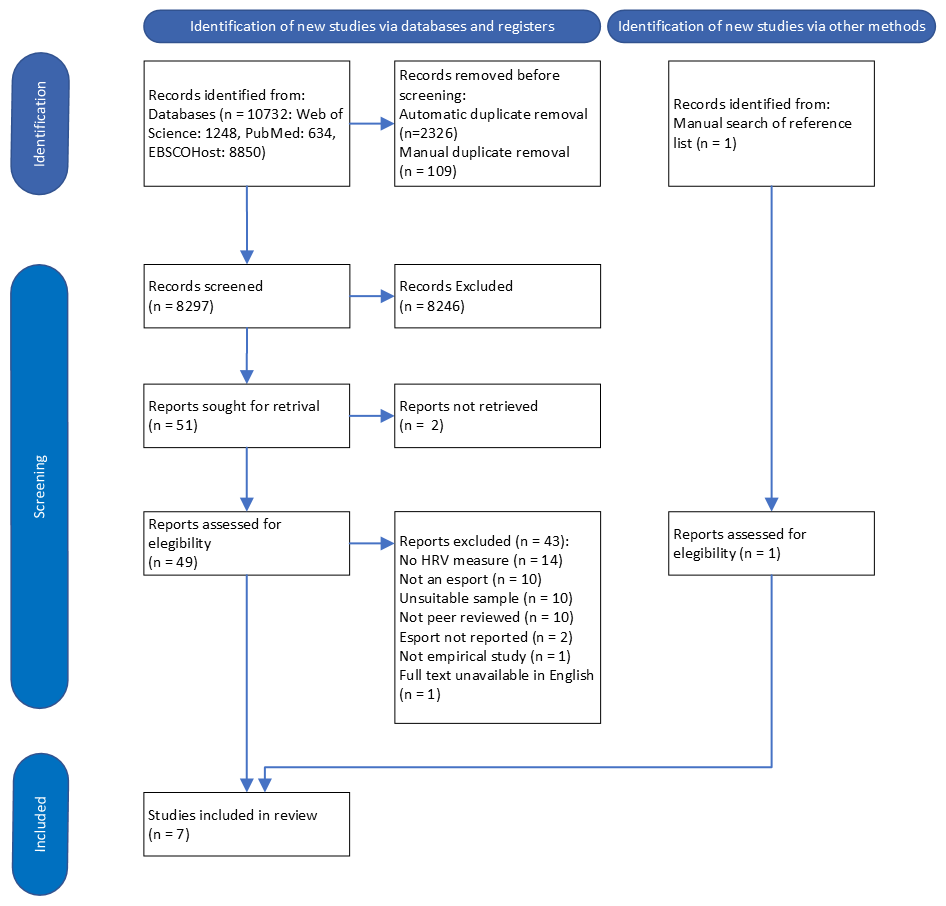 Identification of new studies via databases and registers
Identification of new studies via other methods
Identification
Records identified from:
Databases (n = 10732: Web of
Science: 1248, PubMed: 634,
EBSCOHost: 8850)
Records removed before
screening:
Automatic duplicate removal
(n=2326)
Manual duplicate removal
(n = 109)
Records identified from:
Manual search of reference
list (n = 1)
Screening
Records screened
(n = 8297)
Records Excluded
(n = 8246)
Reports sought for retrival
(n = 51)
Reports not retrieved
(n =  2)
Reports assessed for
elegibility
(n = 49)
Reports excluded (n = 43):
No HRV measure (n = 14)
Not an esport (n = 10)
Unsuitable sample (n = 10)
Not peer reviewed (n = 10)
Esport not reported (n = 2)
Not empirical study (n = 1)
Full text unavailable in English
(n = 1)
Reports assessed for
elegibility (n = 1)
Included
Studies included in review
(n = 7)